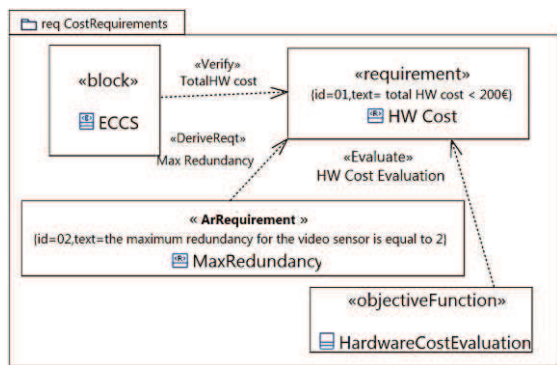 req CostRequirements
«block»
ECCS
«Verify»
TotalHW cost
«requirement»
{id=01,text= total HW cost < 200€}
HW Cost
«DeriveReqt»
Max Redundancy
«Evaluate»
HW Cost Evaluation
« ArRequirement »
{id=02,text=the maximum redundancy for the video sensor is equal to 2}
MaxRedundancy
«objectiveFunction»
HardwareCostEvaluation